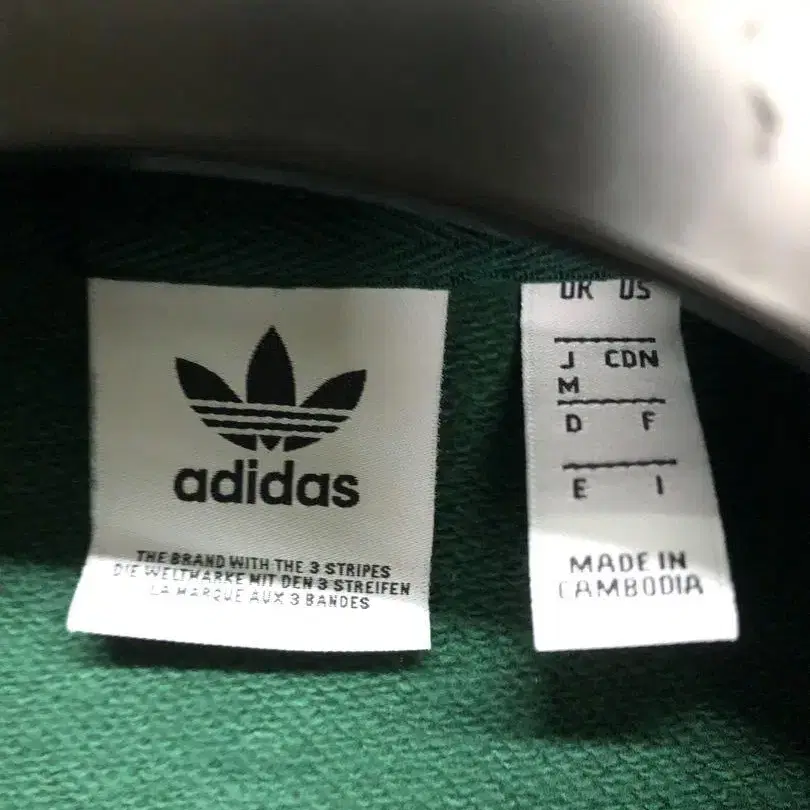 adidas
THE BRAND WITH THE 3 STRIPES
DIE WELTMARKE MIT DEN 3 STREIFEN
LA MARQUE AUX 3 BANDES
UK US
J CDN
M
D F
E I
MADE IN
CAMBODIA